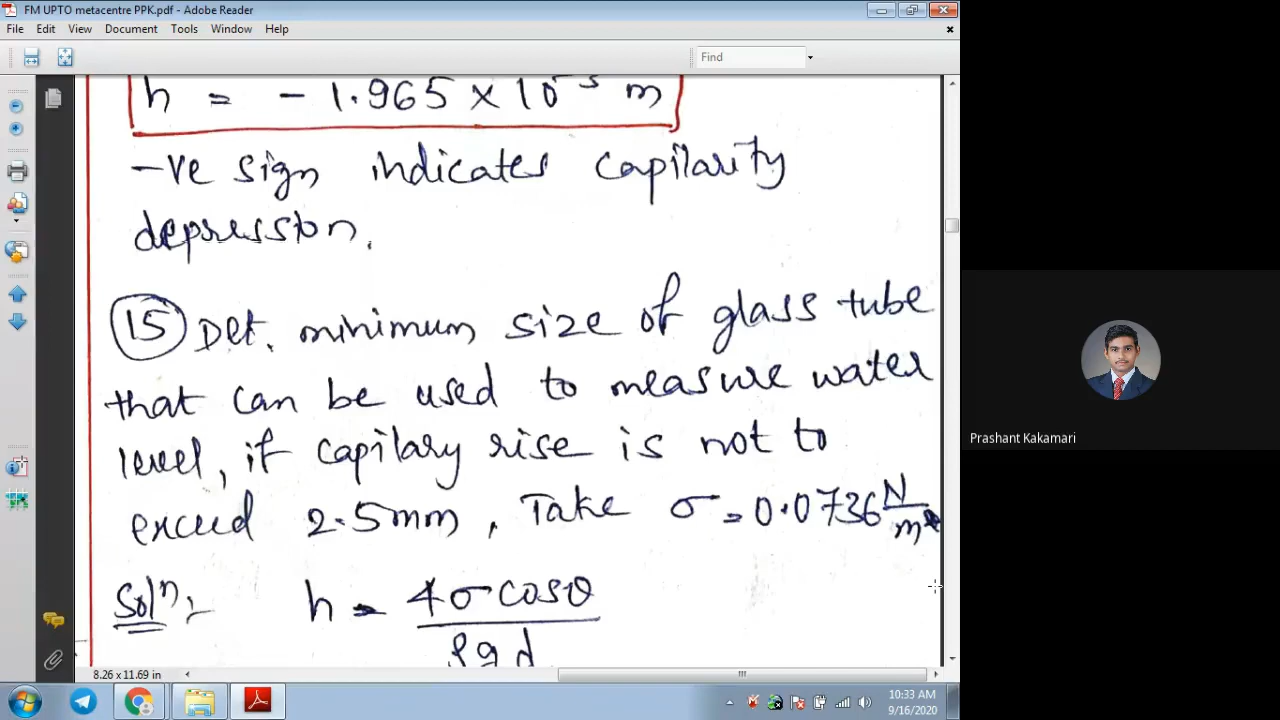 FM UPTO metacentre PPK.pdf - Adobe Reader
File Edit View Document Tools Window Help
Find
h = - 1.965 × 10⁻³ m
-ve sign indicates capilarity
depression.
15 Det. minimum size of glass tube
that can be used to measure water
level, if capilary rise is not to
exceed 2.5mm, Take σ = 0.0736 N/m
Solⁿ:- h = 4σ cosθ
ρgd
8.26 x 11.69 in
Prashant Kakamari
10:33 AM
9/16/2020